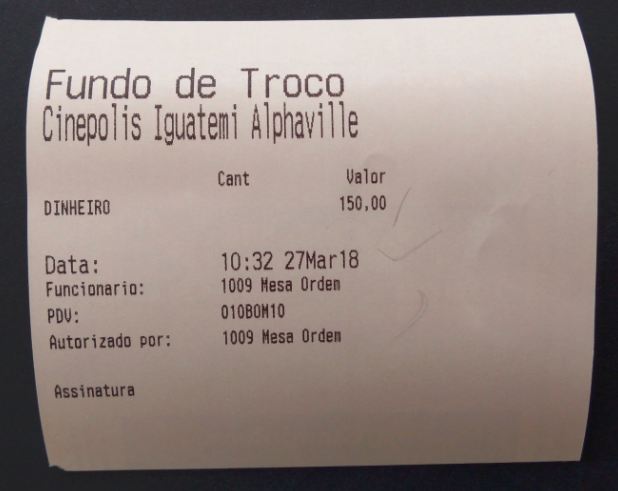 Fundo de Troco
Cinepolis Iguatemi Alphaville
Cant Valor
DINHEIRO 150,00
Data: 10:32 27Mar18
Funcionario: 1009 Mesa Ordem
PDV: 010BOM10
Autorizado por: 1009 Mesa Ordem
Assinatura